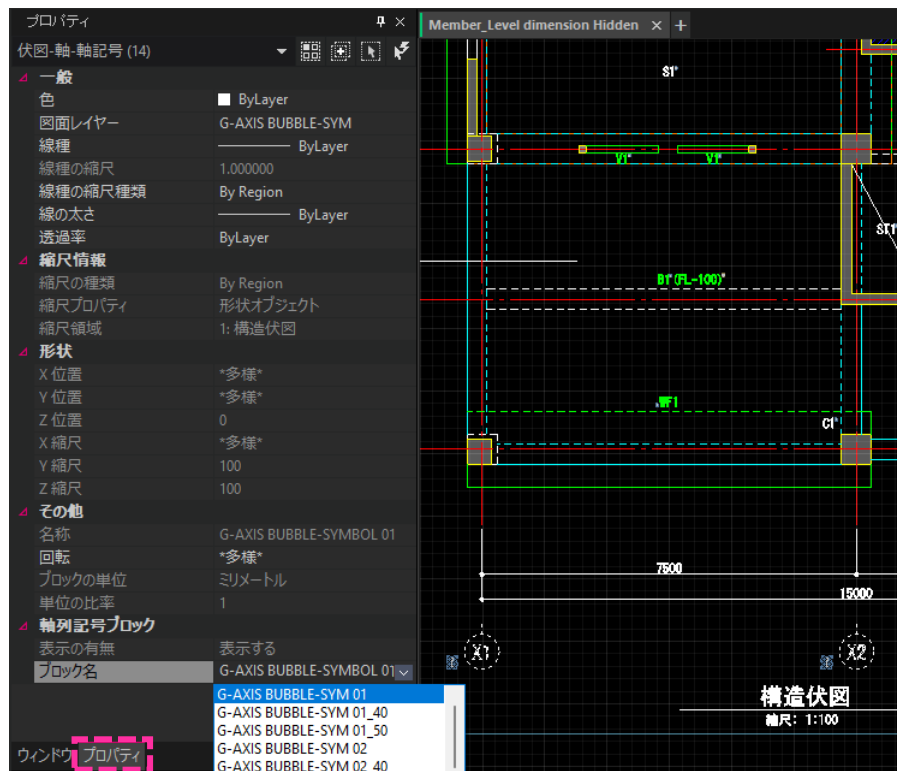 プロパティ
伏図-軸-軸記号 (14)
一般
色 ByLayer
図面レイヤー G-AXIS BUBBLE-SYM
線種 ByLayer
線種の縮尺 1.000000
線種の縮尺種類 By Region
線の太さ ByLayer
透過率 ByLayer
縮尺情報
縮尺の種類 By Region
縮尺プロパティ 形状オブジェクト
縮尺領域 1: 構造伏図
形状
X 位置 *多様*
Y 位置 *多様*
Z 位置 0
X 縮尺 *多様*
Y 縮尺 100
Z 縮尺 100
その他
名称 G-AXIS BUBBLE-SYMBOL 01
回転 *多様*
ブロックの単位 ミリメートル
単位の比率 1
軸列記号ブロック
表示の有無 表示する
ブロック名 G-AXIS BUBBLE-SYMBOL 01
G-AXIS BUBBLE-SYM 01
G-AXIS BUBBLE-SYM 01_40
G-AXIS BUBBLE-SYM 01_50
G-AXIS BUBBLE-SYM 02
G-AXIS BUBBLE-SYM 02_40
ウィンドウ プロパティ
Member_Level dimension Hidden
S1
V1 V1
ST1
B1 (FL-100)
WF1
C1
7500
15000
X1 X2
構造伏図
縮尺: 1:100